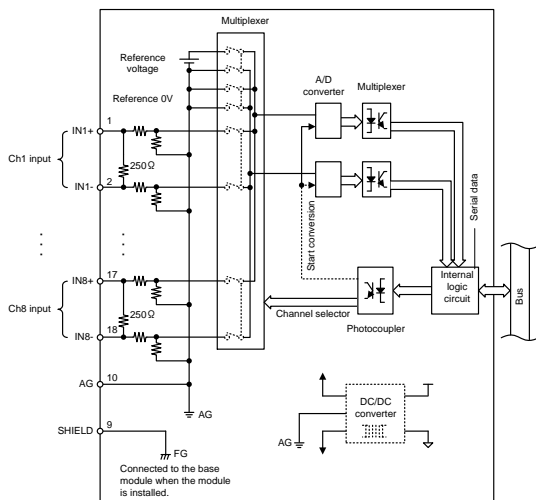 Multiplexer
Reference
voltage
Reference 0V
A/D
converter
Multiplexer
IN1+
1
Ch1 input
250Ω
IN1-
2
Start conversion
Serial data
IN8+
17
Ch8 input
250Ω
IN8-
18
Channel selector
Photocoupler
Internal
logic
circuit
Bus
AG
10
AG
SHIELD
9
FG
Connected to the base
module when the module
is installed.
DC/DC
converter
AG